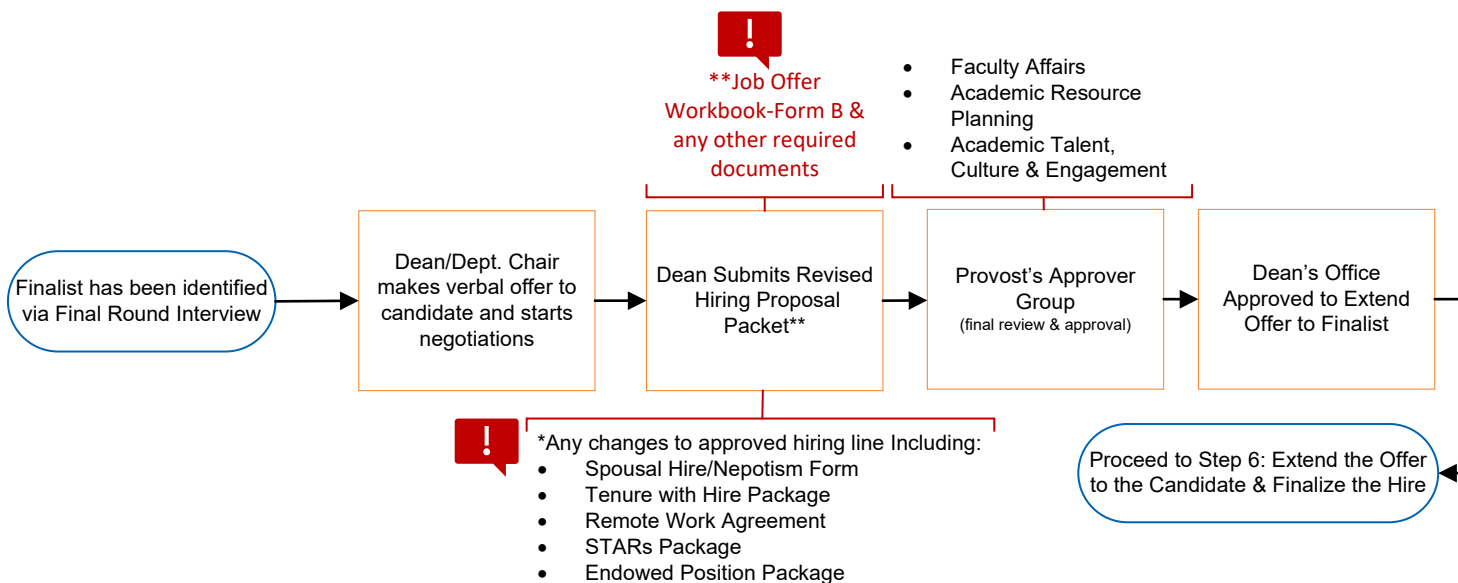 !
**Job Offer
Workbook-Form B &
any other required
documents
• Faculty Affairs
• Academic Resource
Planning
• Academic Talent,
Culture & Engagement
Finalist has been identified
via Final Round Interview
Dean/Dept. Chair
makes verbal offer to
candidate and starts
negotiations
Dean Submits Revised
Hiring Proposal
Packet**
Provost’s Approver
Group
(final review & approval)
Dean’s Office
Approved to Extend
Offer to Finalist
!
*Any changes to approved hiring line Including:
• Spousal Hire/Nepotism Form
• Tenure with Hire Package
• Remote Work Agreement
• STARs Package
• Endowed Position Package
Proceed to Step 6: Extend the Offer
to the Candidate & Finalize the Hire